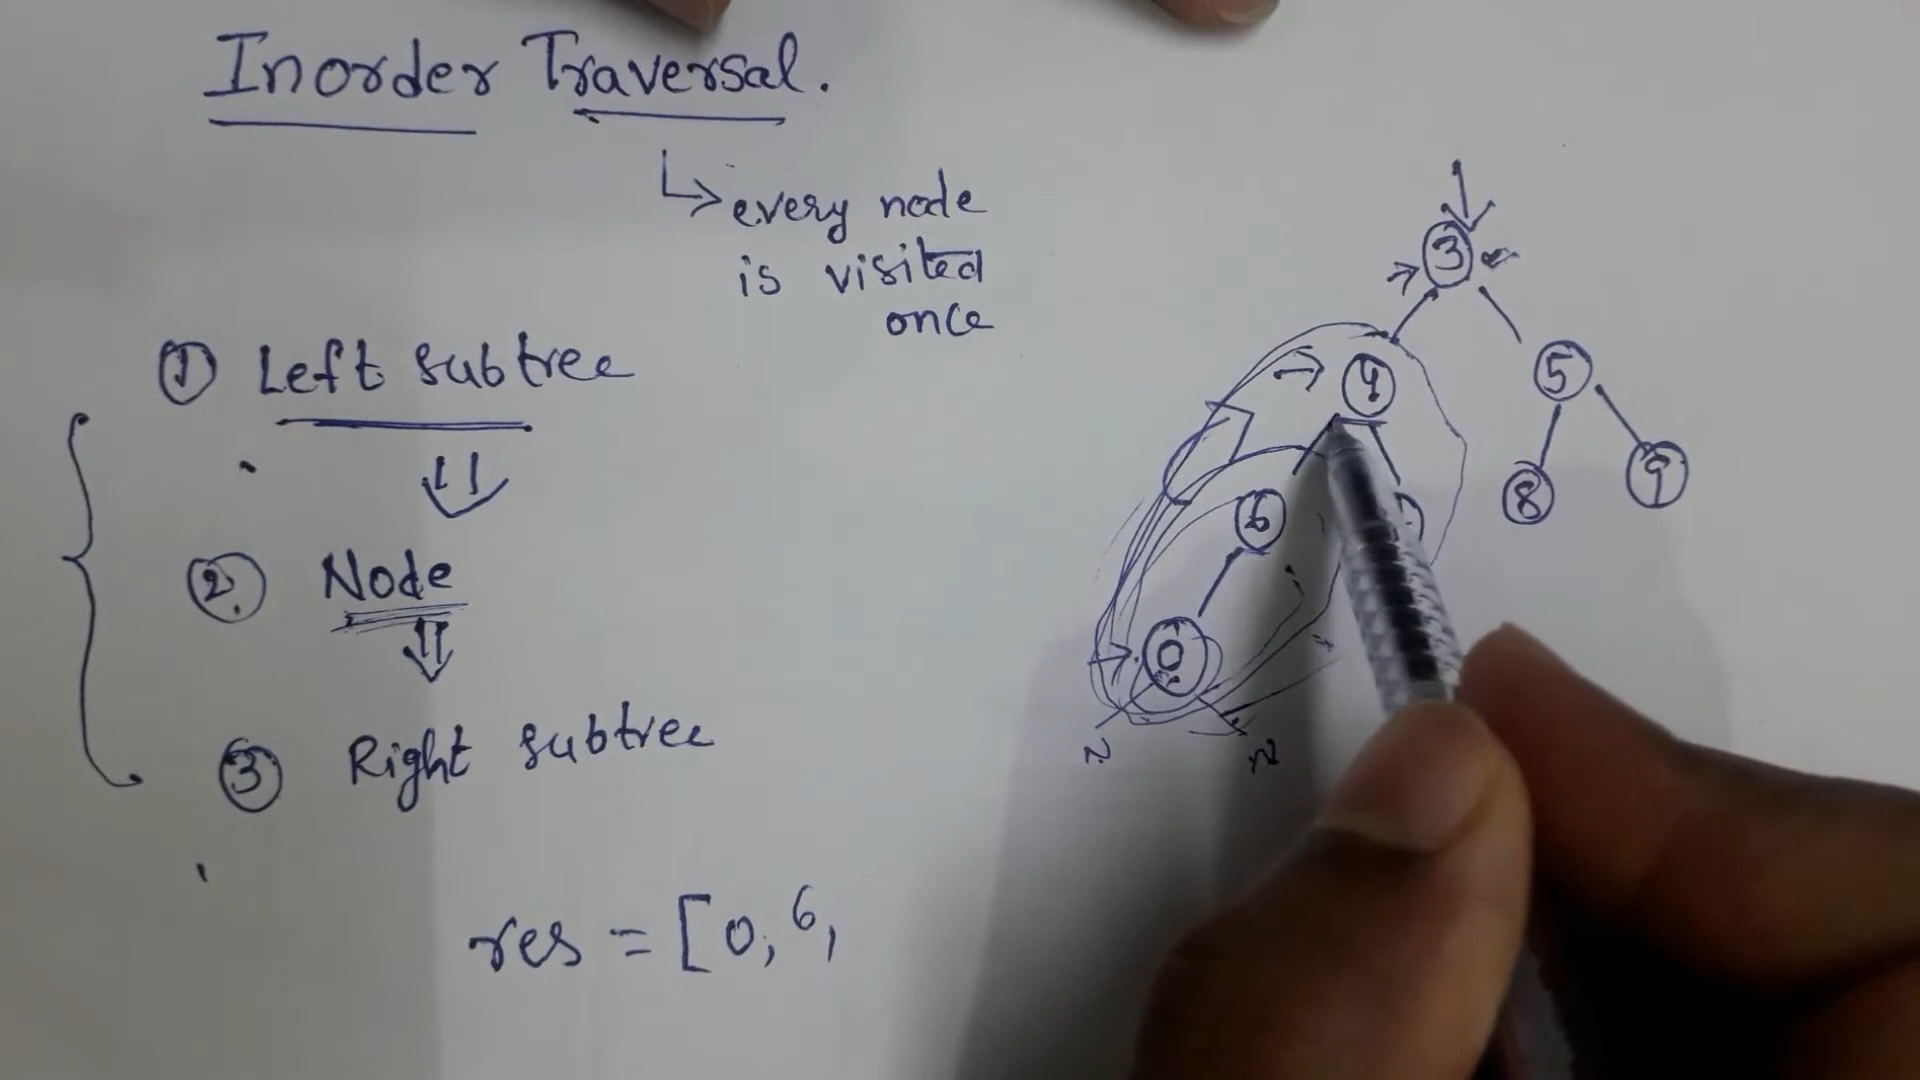 Inorder Traversal.
every node
is visited
once
① Left subtree
② Node
③ Right subtree
res = [0, 6,
3
4
5
6
8
9
0
N
N